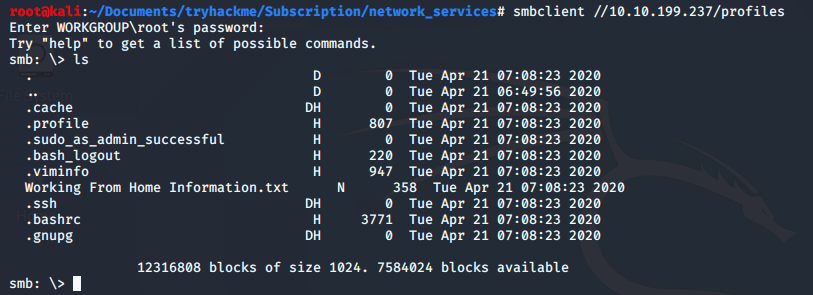 root@kali:~/Documents/tryhackme/Subscription/network_services# smbclient //10.10.199.237/profiles
Enter WORKGROUP\root's password:
Try "help" to get a list of possible commands.
smb: \> ls
  .                                   D        0  Tue Apr 21 07:08:23 2020
  ..                                  D        0  Tue Apr 21 06:49:56 2020
  .cache                             DH        0  Tue Apr 21 07:08:23 2020
  .profile                            H      807  Tue Apr 21 07:08:23 2020
  .sudo_as_admin_successful           H        0  Tue Apr 21 07:08:23 2020
  .bash_logout                        H      220  Tue Apr 21 07:08:23 2020
  .viminfo                            H      947  Tue Apr 21 07:08:23 2020
  Working From Home Information.txt      N      358  Tue Apr 21 07:08:23 2020
  .ssh                               DH        0  Tue Apr 21 07:08:23 2020
  .bashrc                             H     3771  Tue Apr 21 07:08:23 2020
  .gnupg                             DH        0  Tue Apr 21 07:08:23 2020
                12316808 blocks of size 1024. 7584024 blocks available
smb: \>